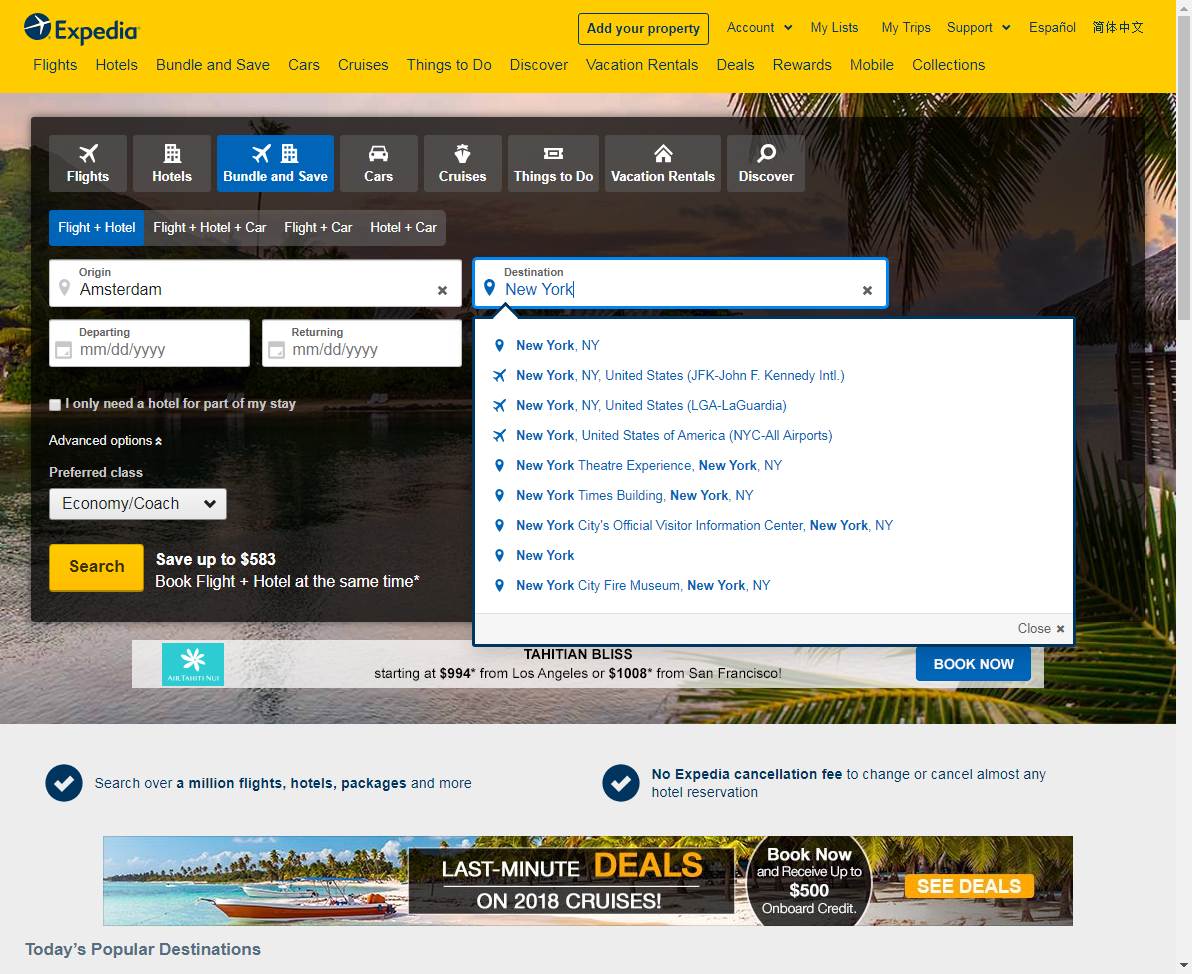 Expedia
Add your property
Account
My Lists
My Trips
Support
Español
简体中文
Flights
Hotels
Bundle and Save
Cars
Cruises
Things to Do
Discover
Vacation Rentals
Deals
Rewards
Mobile
Collections
Flights
Hotels
Bundle and Save
Cars
Cruises
Things to Do
Vacation Rentals
Discover
Flight + Hotel
Flight + Hotel + Car
Flight + Car
Hotel + Car
Origin
Amsterdam
Destination
New York
Departing
mm/dd/yyyy
Returning
mm/dd/yyyy
New York, NY
New York, NY, United States (JFK-John F. Kennedy Intl.)
New York, NY, United States (LGA-LaGuardia)
New York, United States of America (NYC-All Airports)
New York Theatre Experience, New York, NY
New York Times Building, New York, NY
New York City's Official Visitor Information Center, New York, NY
New York
New York City Fire Museum, New York, NY
Close
I only need a hotel for part of my stay
Advanced options
Preferred class
Economy/Coach
Search
Save up to $583
Book Flight + Hotel at the same time*
AIR TAHITI NUI
TAHITIAN BLISS
starting at $994* from Los Angeles or $1008* from San Francisco!
BOOK NOW
Search over a million flights, hotels, packages and more
No Expedia cancellation fee to change or cancel almost any
hotel reservation
LAST-MINUTE DEALS
ON 2018 CRUISES!
Book Now
and Receive Up to
$500
Onboard Credit.
SEE DEALS
Today's Popular Destinations